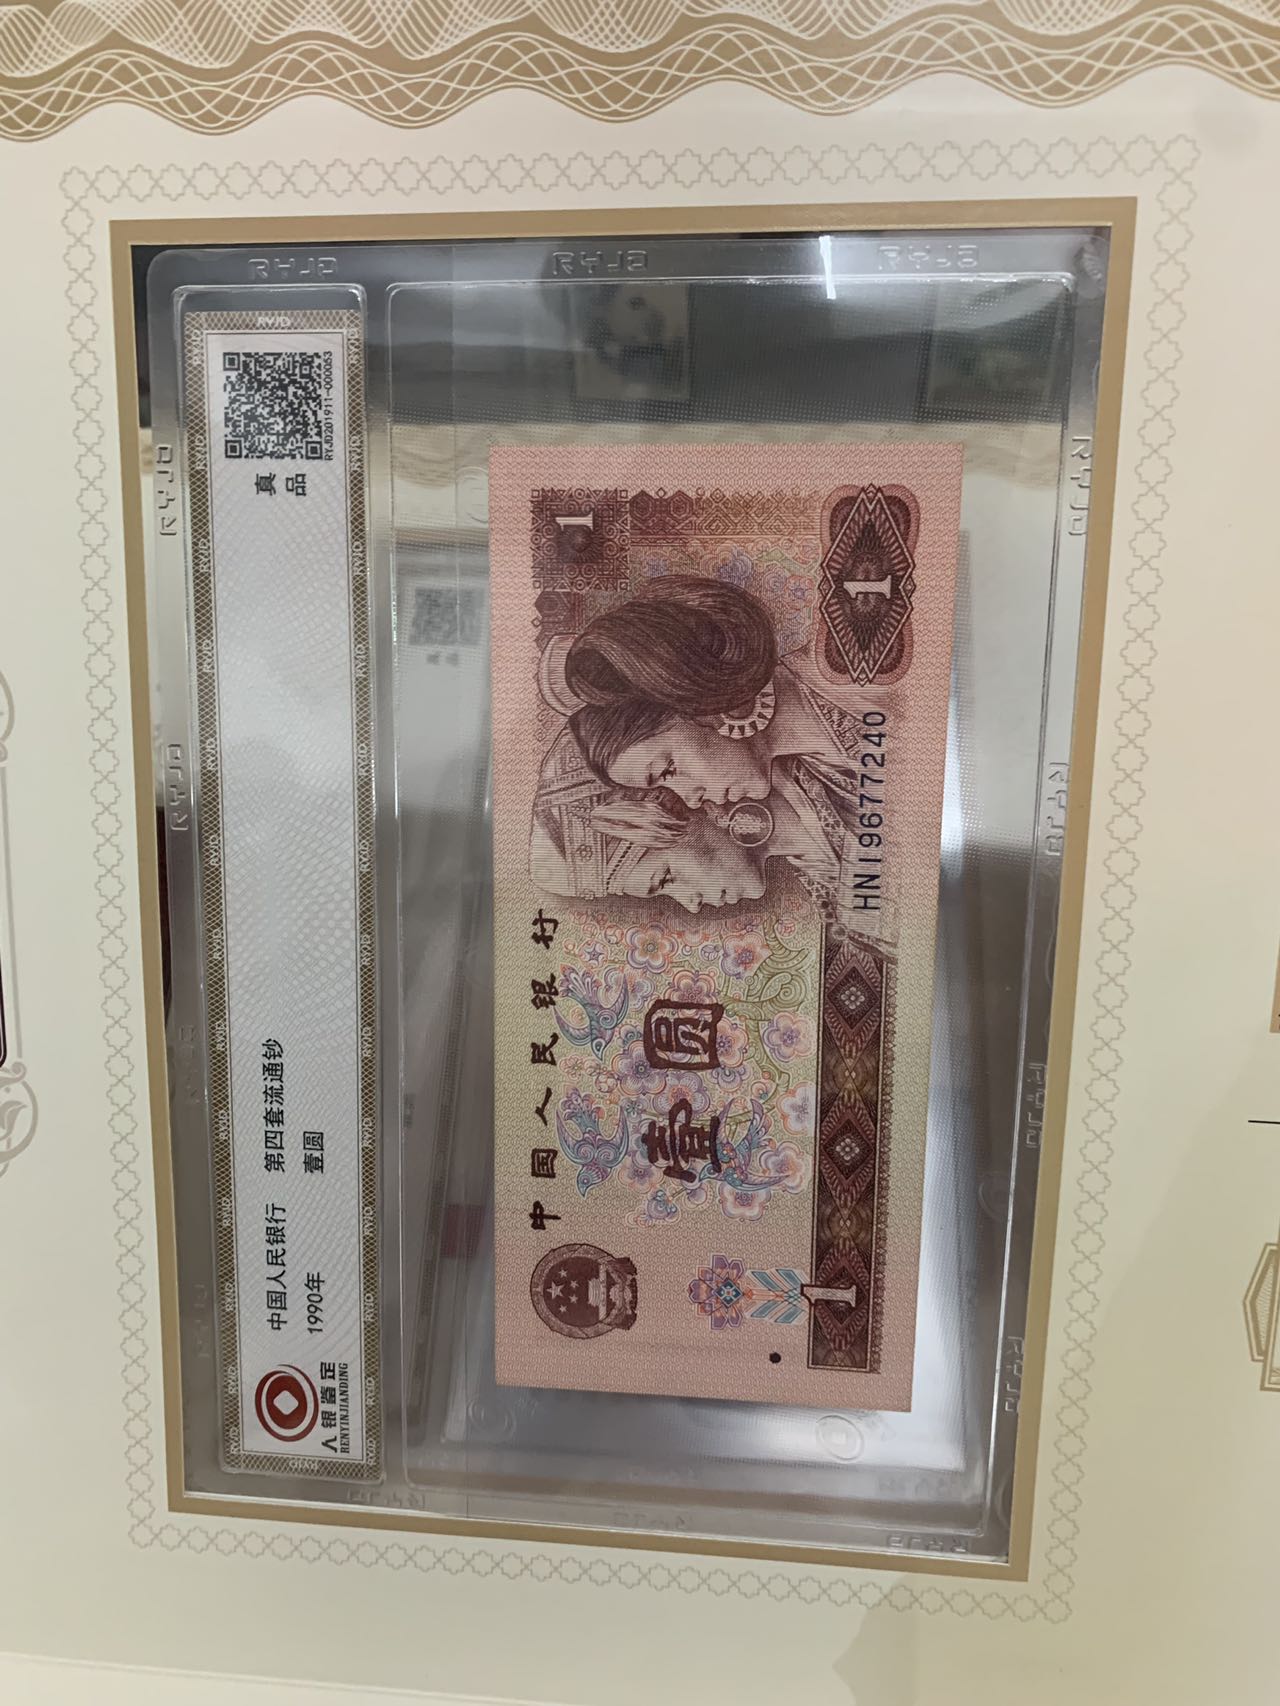 人银鉴定
RENYINJIANDING
中国人民银行 第四套流通钞
1990年 壹圆
真品
RYJD201911-000053
RYJD
中国人民银行
壹圆
1
1
1
HN19677240